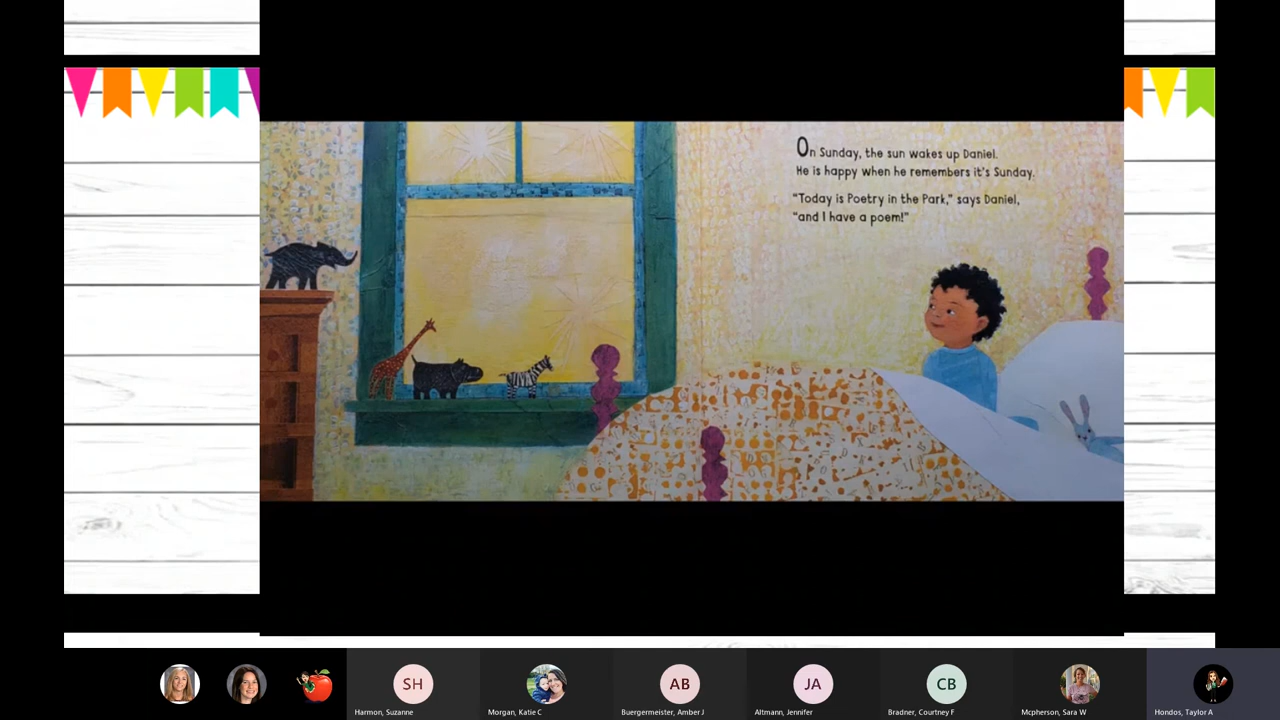 On Sunday, the sun wakes up Daniel.
He is happy when he remembers it's Sunday.
"Today is Poetry in the Park," says Daniel,
"and I have a poem!"
SH
AB
JA
CB
Harmon, Suzanne
Morgan, Katie C
Buergermeister, Amber J
Altmann, Jennifer
Bradner, Courtney F
Mcpherson, Sara W
Hondos, Taylor A